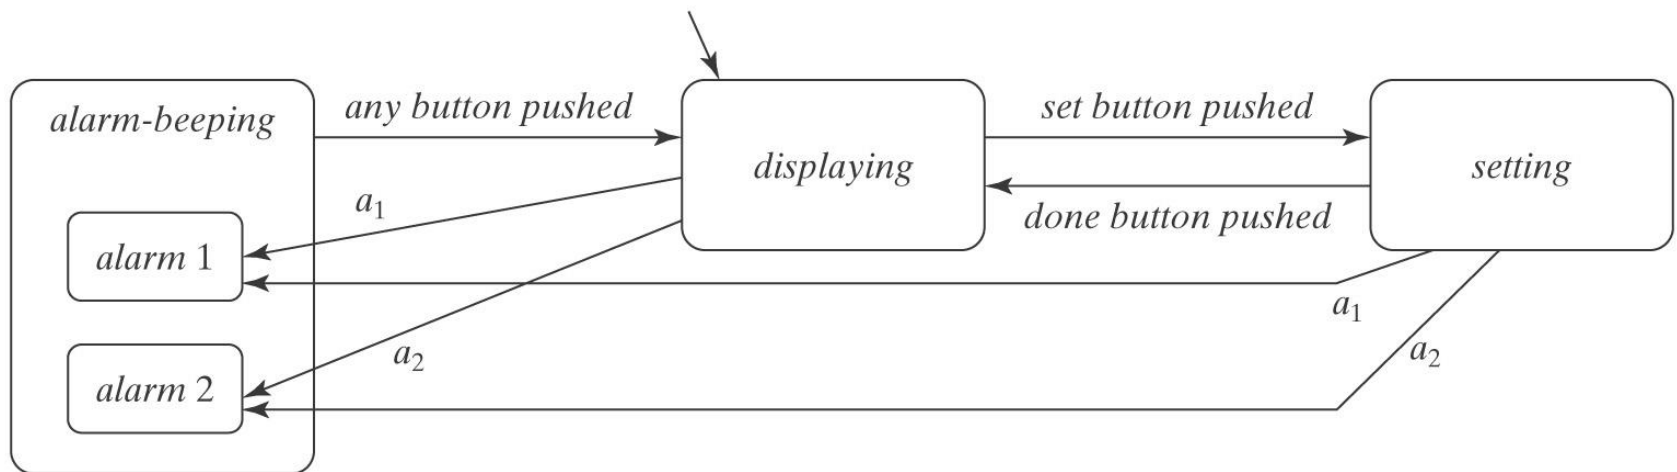 alarm-beeping
any button pushed
displaying
set button pushed
setting
done button pushed
a₁
alarm 1
a₁
a₂
a₂
alarm 2